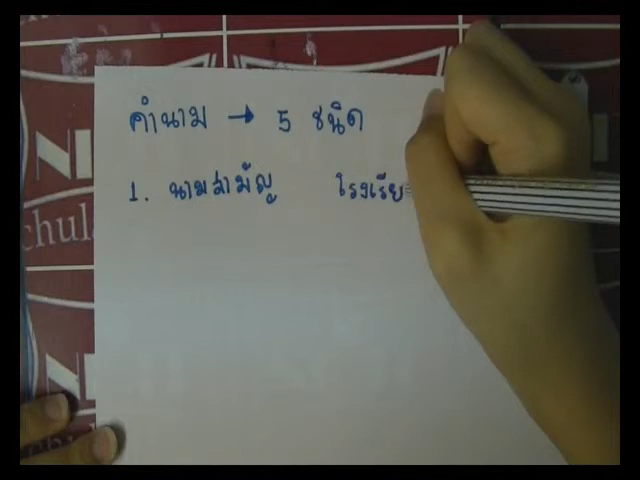 คำนาม → 5 ชนิด
1. นามสามัญ โรงเรีย
chula